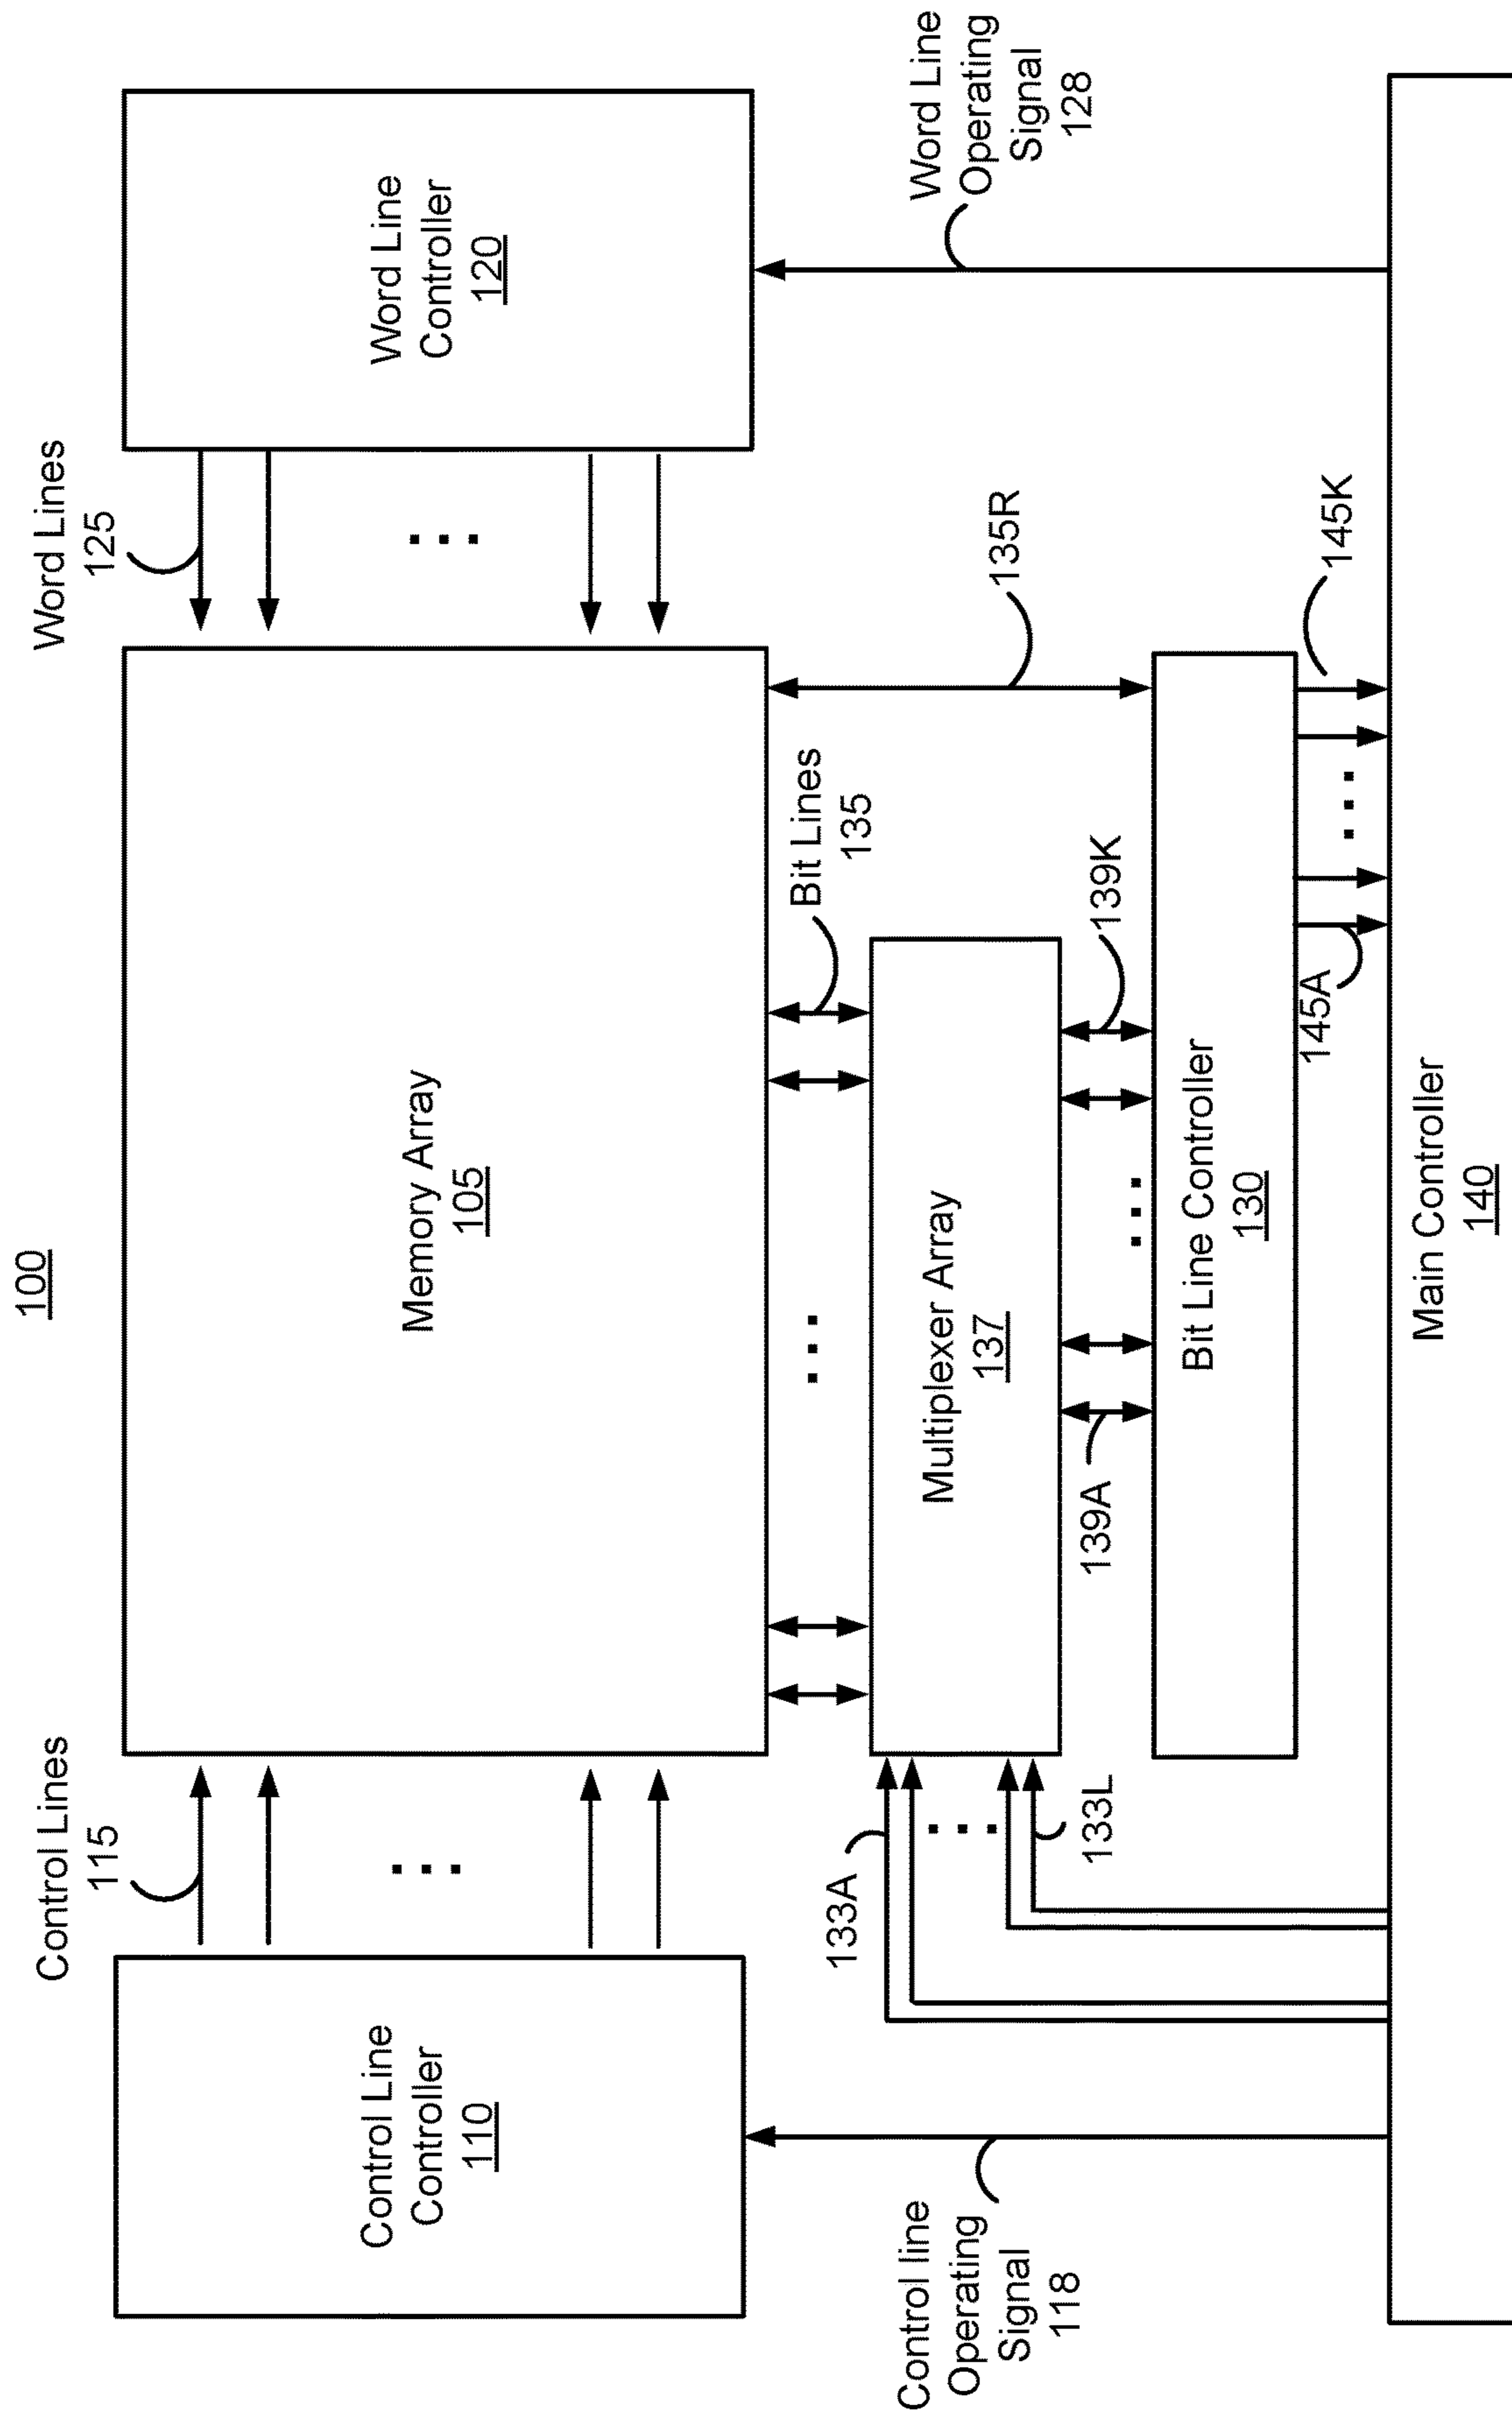 100
Control Lines
115
Word Lines
125
Control Line
Controller
110
Memory Array
105
Word Line
Controller
120
Bit Lines
135
135R
133A
133L
Multiplexer Array
137
139A
139K
Bit Line Controller
130
145A
145K
Control line
Operating
Signal
118
Word Line
Operating
Signal
128
Main Controller
140